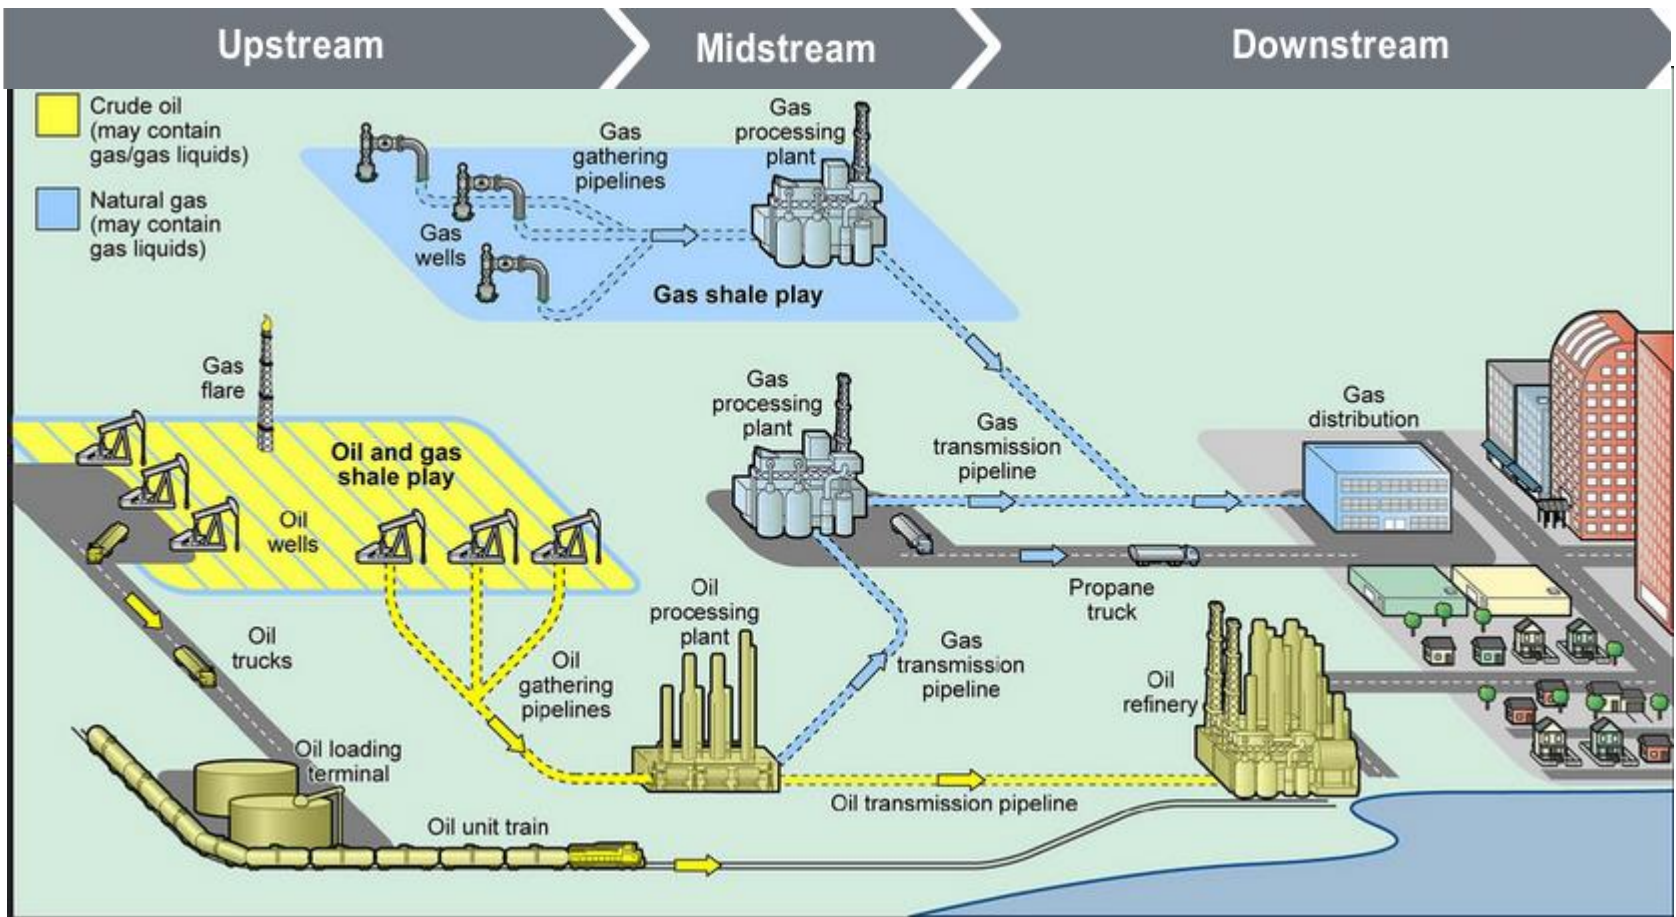 Upstream
Midstream
Downstream
Crude oil
(may contain
gas/gas liquids)
Natural gas
(may contain
gas liquids)
Gas
gathering
pipelines
Gas
processing
plant
Gas
wells
Gas shale play
Gas
flare
Oil and gas
shale play
Oil
wells
Gas
processing
plant
Gas
transmission
pipeline
Gas
distribution
Propane
truck
Oil
trucks
Oil
gathering
pipelines
Oil
processing
plant
Gas
transmission
pipeline
Oil
refinery
Oil loading
terminal
Oil unit train
Oil transmission pipeline